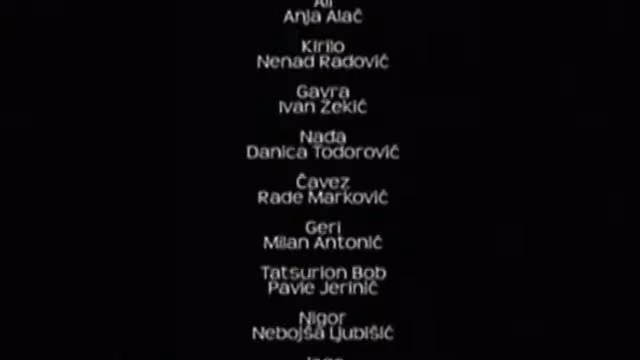 Anja Alač
Kirilo
Nenad Radović
Gavra
Ivan Zekić
Nada
Danica Todorović
Čavez
Rade Marković
Geri
Milan Antonić
Tatsurion Bob
Pavle Jerinić
Nigor
Nebojša Ljubišić